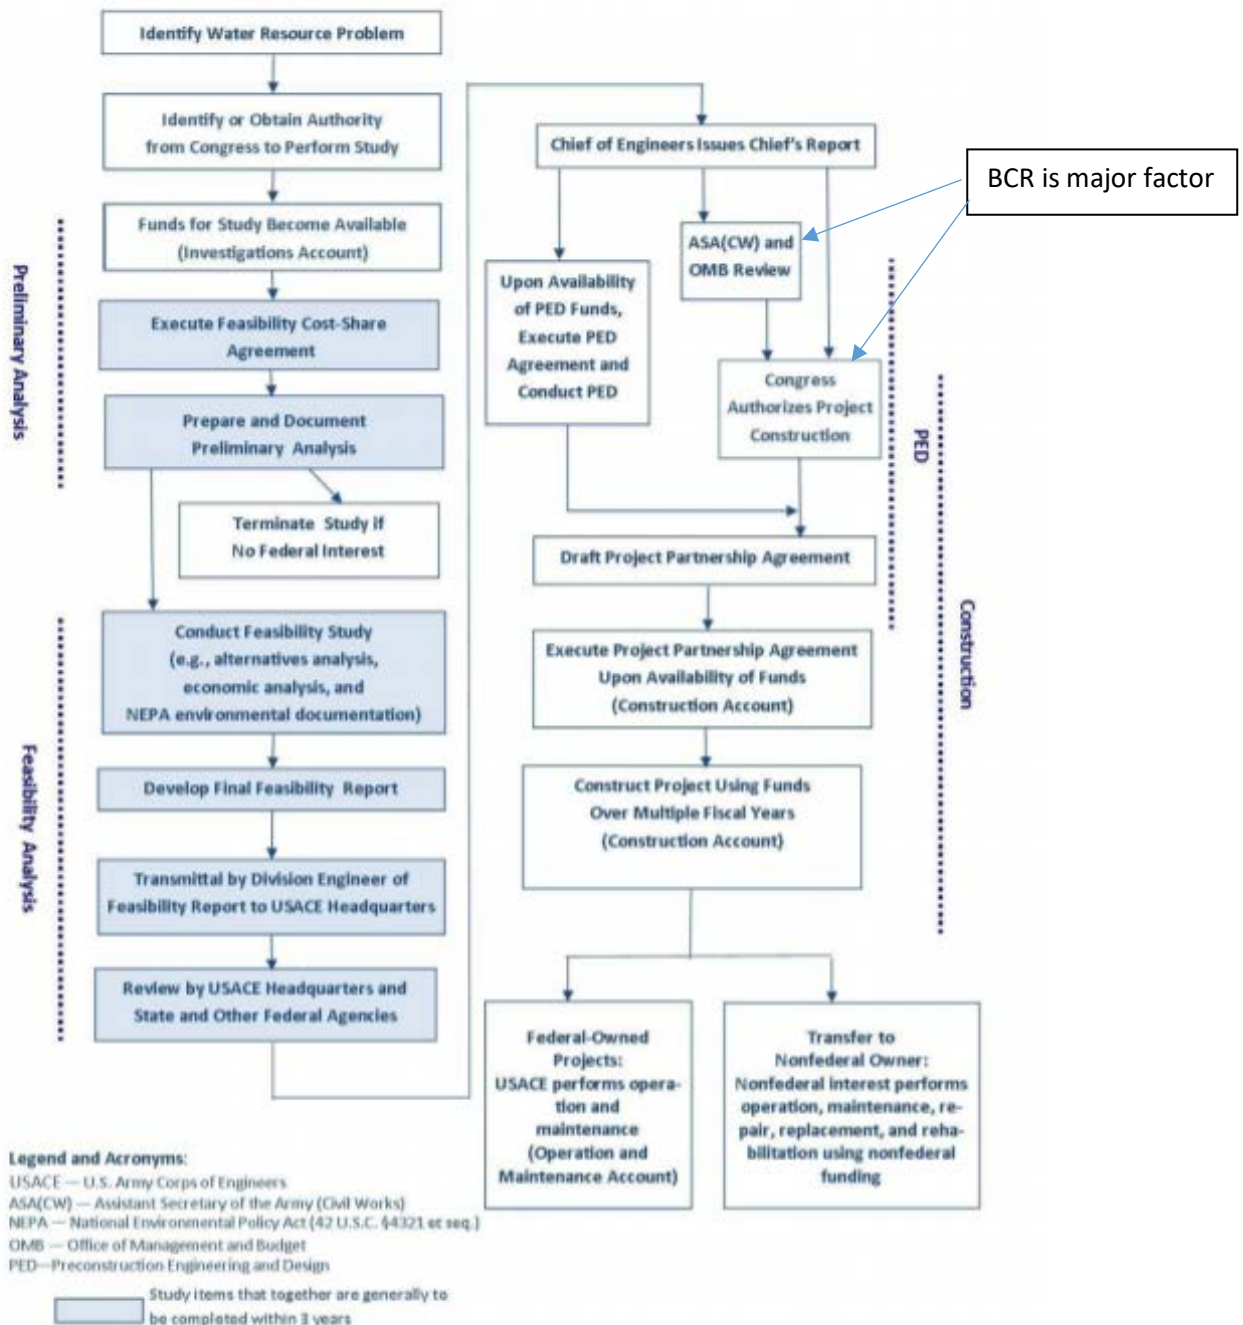 Identify Water Resource Problem
Identify or Obtain Authority
from Congress to Perform Study
Funds for Study Become Available
(Investigations Account)
Execute Feasibility Cost-Share
Agreement
Prepare and Document
Preliminary Analysis
Terminate Study if
No Federal Interest
Preliminary Analysis
Conduct Feasibility Study
(e.g., alternatives analysis,
economic analysis, and
NEPA environmental documentation)
Develop Final Feasibility Report
Transmittal by Division Engineer of
Feasibility Report to USACE Headquarters
Review by USACE Headquarters and
State and Other Federal Agencies
Feasibility Analysis
Chief of Engineers Issues Chief's Report
BCR is major factor
ASA(CW) and
OMB Review
Upon Availability
of PED Funds,
Execute PED
Agreement and
Conduct PED
Congress
Authorizes Project
Construction
PED
Draft Project Partnership Agreement
Execute Project Partnership Agreement
Upon Availability of Funds
(Construction Account)
Construction
Construct Project Using Funds
Over Multiple Fiscal Years
(Construction Account)
Federal-Owned
Projects:
USACE performs opera-
tion and
maintenance
(Operation and
Maintenance Account)
Transfer to
Nonfederal Owner:
Nonfederal interest performs
operation, maintenance, re-
pair, replacement, and reha-
bilitation using nonfederal
funding
Legend and Acronyms:
USACE — U.S. Army Corps of Engineers
ASA(CW) — Assistant Secretary of the Army (Civil Works)
NEPA — National Environmental Policy Act (42 U.S.C. §4321 et seq.)
OMB — Office of Management and Budget
PED—Preconstruction Engineering and Design
Study items that together are generally to
be completed within 3 years